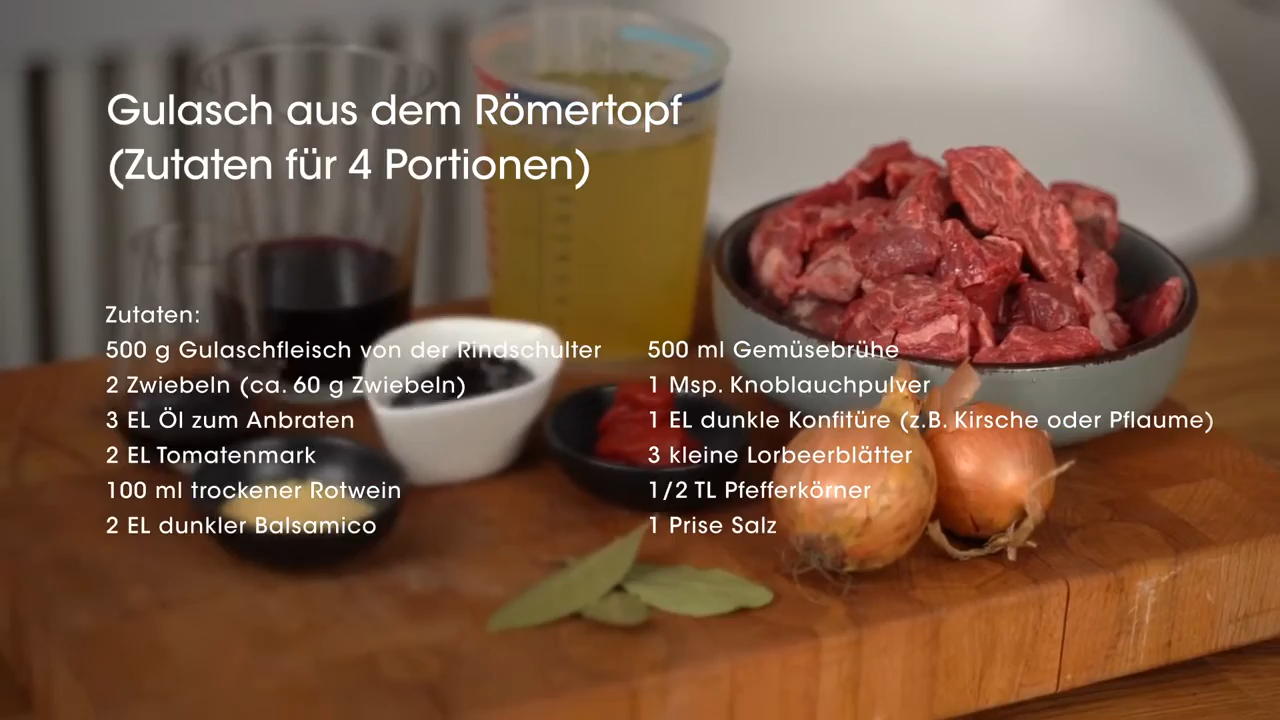 Gulasch aus dem Römertopf
(Zutaten für 4 Portionen)
Zutaten:
500 g Gulaschfleisch von der Rindschulter
2 Zwiebeln (ca. 60 g Zwiebeln)
3 EL Öl zum Anbraten
2 EL Tomatenmark
100 ml trockener Rotwein
2 EL dunkler Balsamico
500 ml Gemüsebrühe
1 Msp. Knoblauchpulver
1 EL dunkle Konfitüre (z.B. Kirsche oder Pflaume)
3 kleine Lorbeerblätter
1/2 TL Pfefferkörner
1 Prise Salz